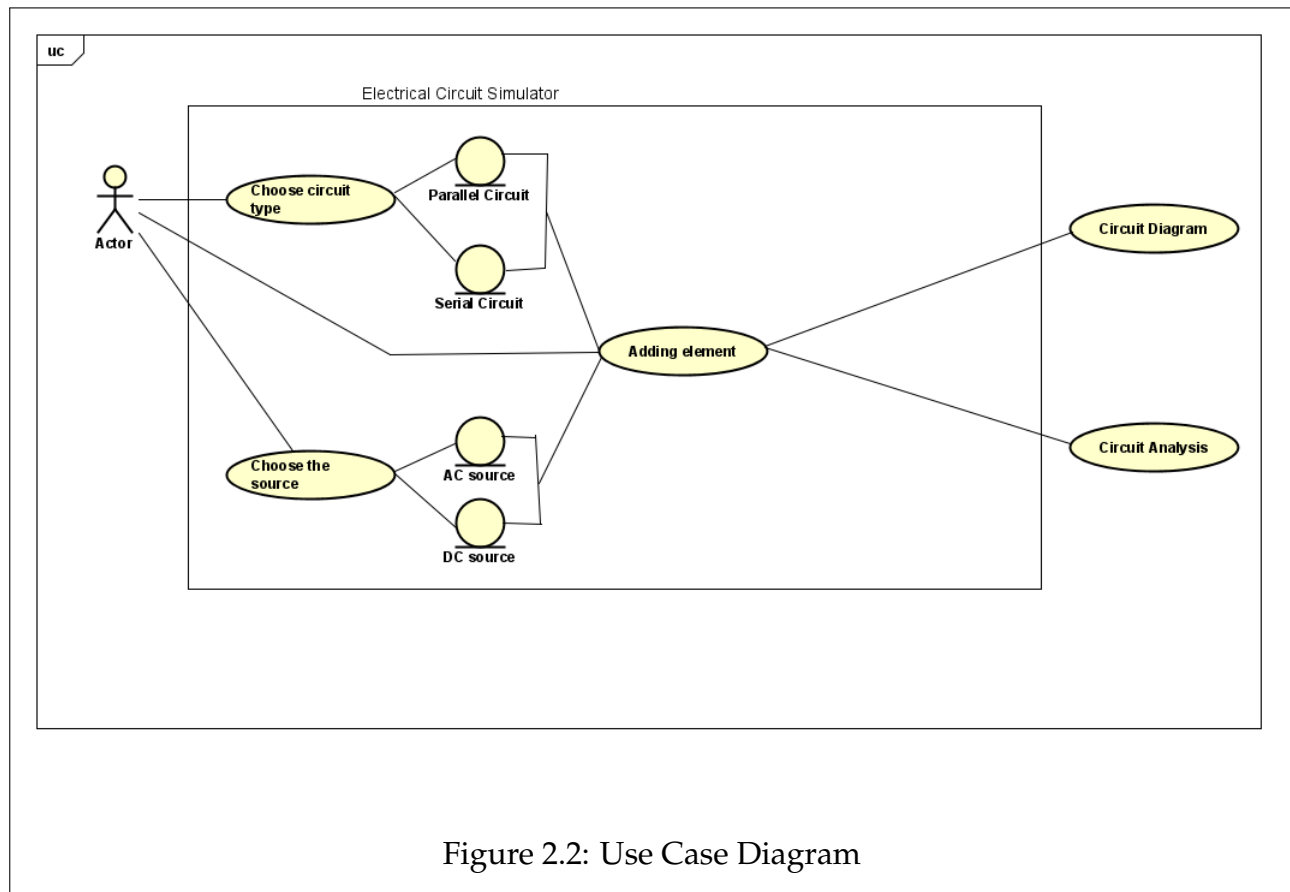 uc
Electrical Circuit Simulator
Actor
Choose circuit
type
Parallel Circuit
Serial Circuit
Adding element
Circuit Diagram
Circuit Analysis
Choose the
source
AC source
DC source
Figure 2.2: Use Case Diagram